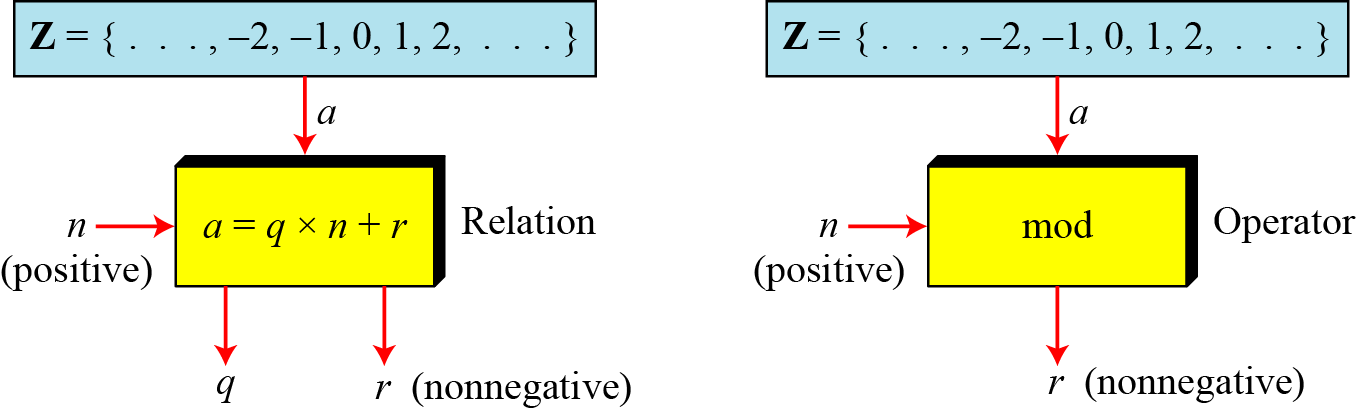 Z = { . . . , –2, –1, 0, 1, 2, . . . }
a
n
(positive)
a = q × n + r
Relation
q
r (nonnegative)
Z = { . . . , –2, –1, 0, 1, 2, . . . }
a
n
(positive)
mod
Operator
r (nonnegative)